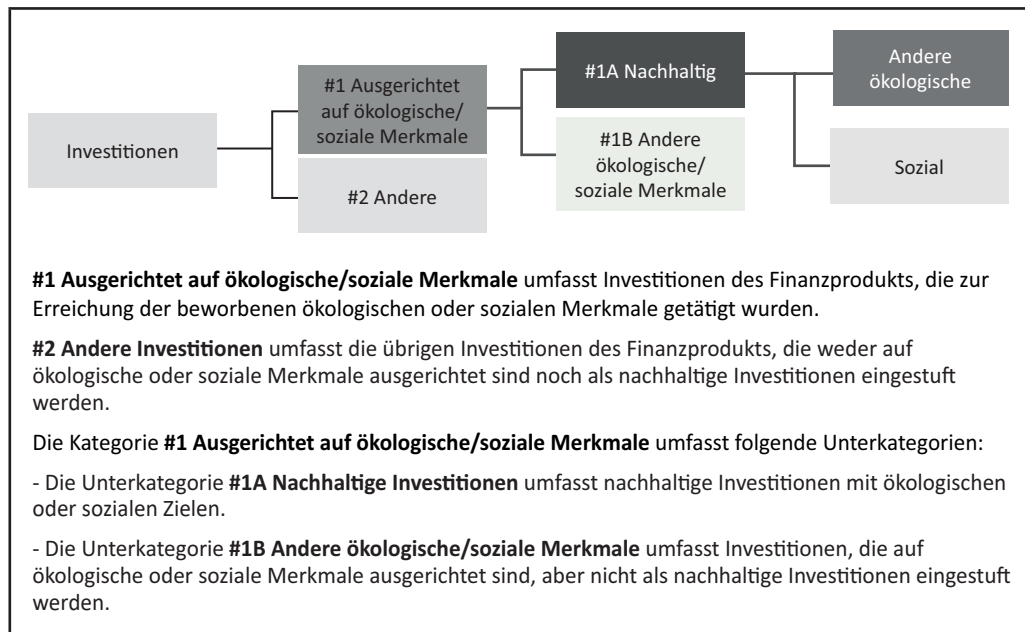 Investitionen
#1 Ausgerichtet
auf ökologische/
soziale Merkmale
#2 Andere
#1A Nachhaltig
#1B Andere
ökologische/
soziale Merkmale
Andere
ökologische
Sozial
#1 Ausgerichtet auf ökologische/soziale Merkmale umfasst Investitionen des Finanzprodukts, die zur
Erreichung der beworbenen ökologischen oder sozialen Merkmale getätigt wurden.
#2 Andere Investitionen umfasst die übrigen Investitionen des Finanzprodukts, die weder auf
ökologische oder soziale Merkmale ausgerichtet sind noch als nachhaltige Investitionen eingestuft
werden.
Die Kategorie #1 Ausgerichtet auf ökologische/soziale Merkmale umfasst folgende Unterkategorien:
- Die Unterkategorie #1A Nachhaltige Investitionen umfasst nachhaltige Investitionen mit ökologischen
oder sozialen Zielen.
- Die Unterkategorie #1B Andere ökologische/soziale Merkmale umfasst Investitionen, die auf
ökologische oder soziale Merkmale ausgerichtet sind, aber nicht als nachhaltige Investitionen eingestuft
werden.